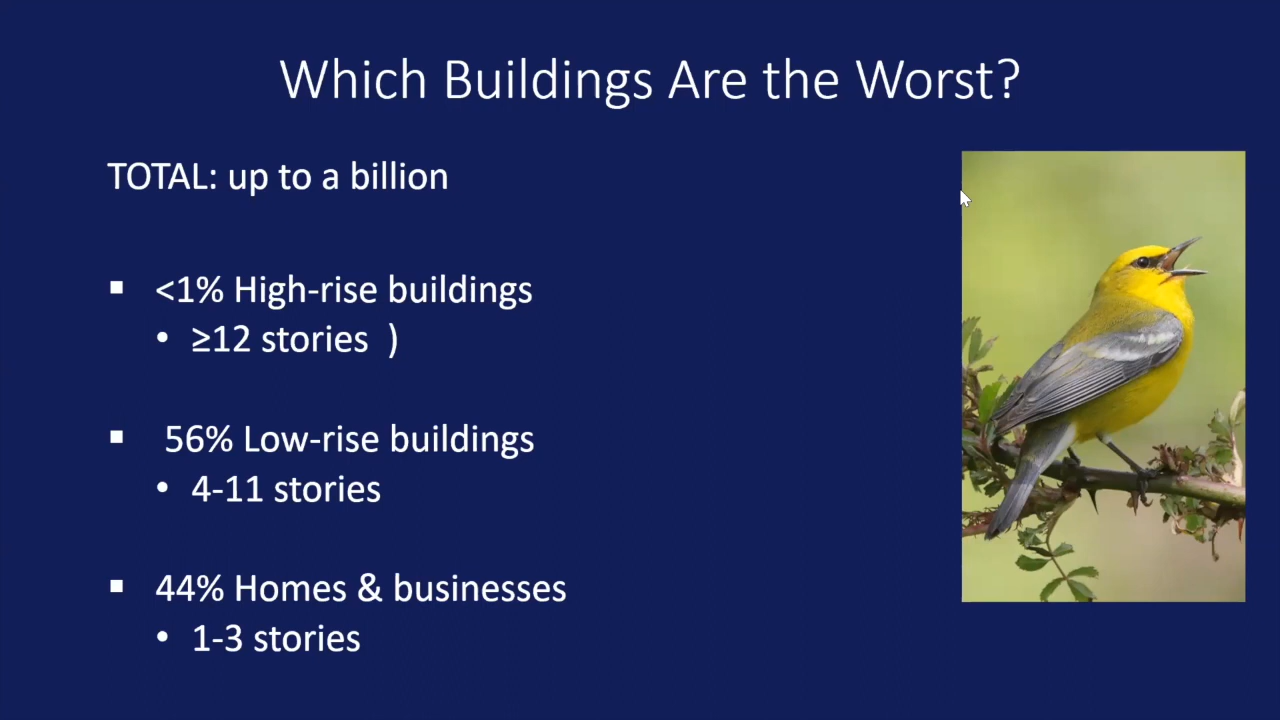 Which Buildings Are the Worst?
TOTAL: up to a billion
▪ <1% High-rise buildings
• ≥12 stories )
▪ 56% Low-rise buildings
• 4-11 stories
▪ 44% Homes & businesses
• 1-3 stories